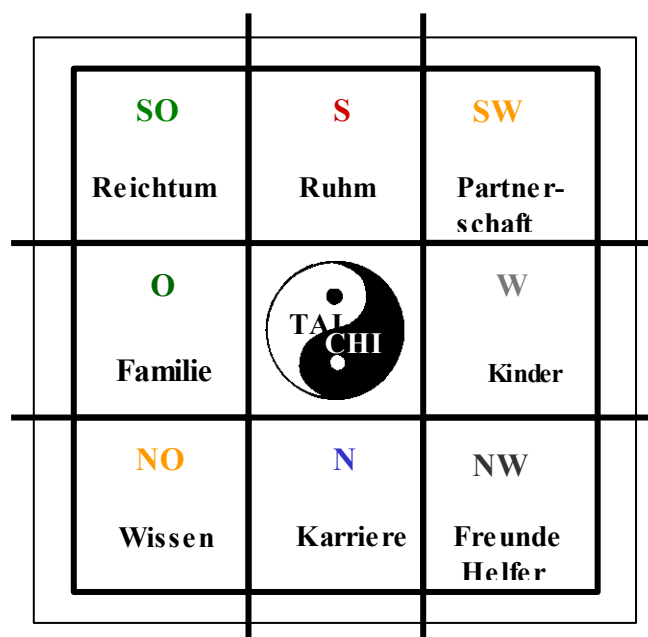 SO S SW
Reichtum Ruhm Partner-
schaft
O W
TAI
CHI
Familie Kinder
NO N NW
Wissen Karriere Freunde
Helfer